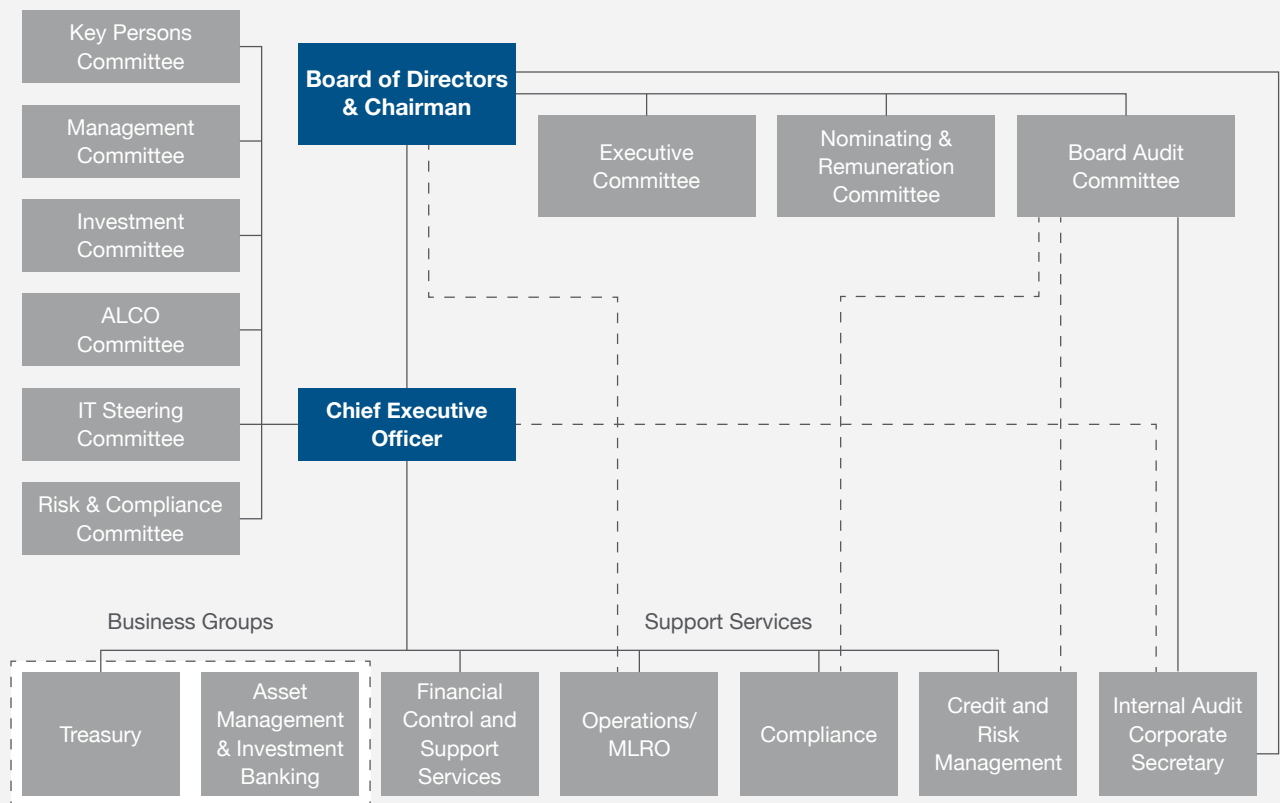 Key Persons
Committee
Board of Directors
& Chairman
Management
Committee
Executive
Committee
Nominating &
Remuneration
Committee
Board Audit
Committee
Investment
Committee
ALCO
Committee
IT Steering
Committee
Chief Executive
Officer
Risk & Compliance
Committee
Business Groups
Support Services
Treasury
Asset
Management
& Investment
Banking
Financial
Control and
Support
Services
Operations/
MLRO
Compliance
Credit and
Risk
Management
Internal Audit
Corporate
Secretary